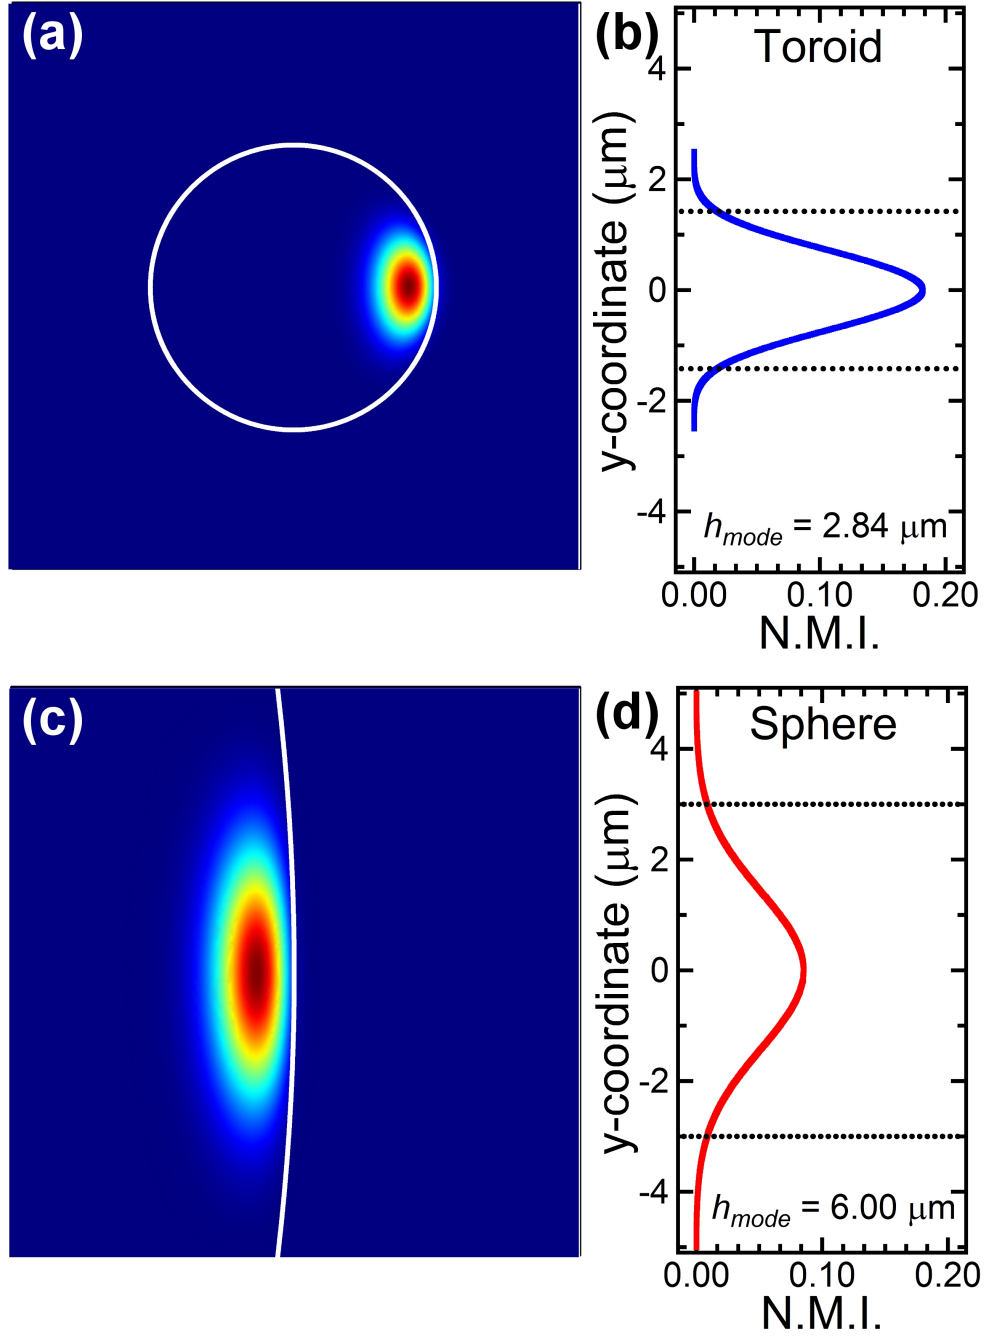 (a)
(b)
Toroid
4
2
0
-2
-4
y-coordinate (μm)
h_mode = 2.84 μm
0.00 0.10 0.20
N.M.I.
(c)
(d)
Sphere
4
2
0
-2
-4
y-coordinate (μm)
h_mode = 6.00 μm
0.00 0.10 0.20
N.M.I.